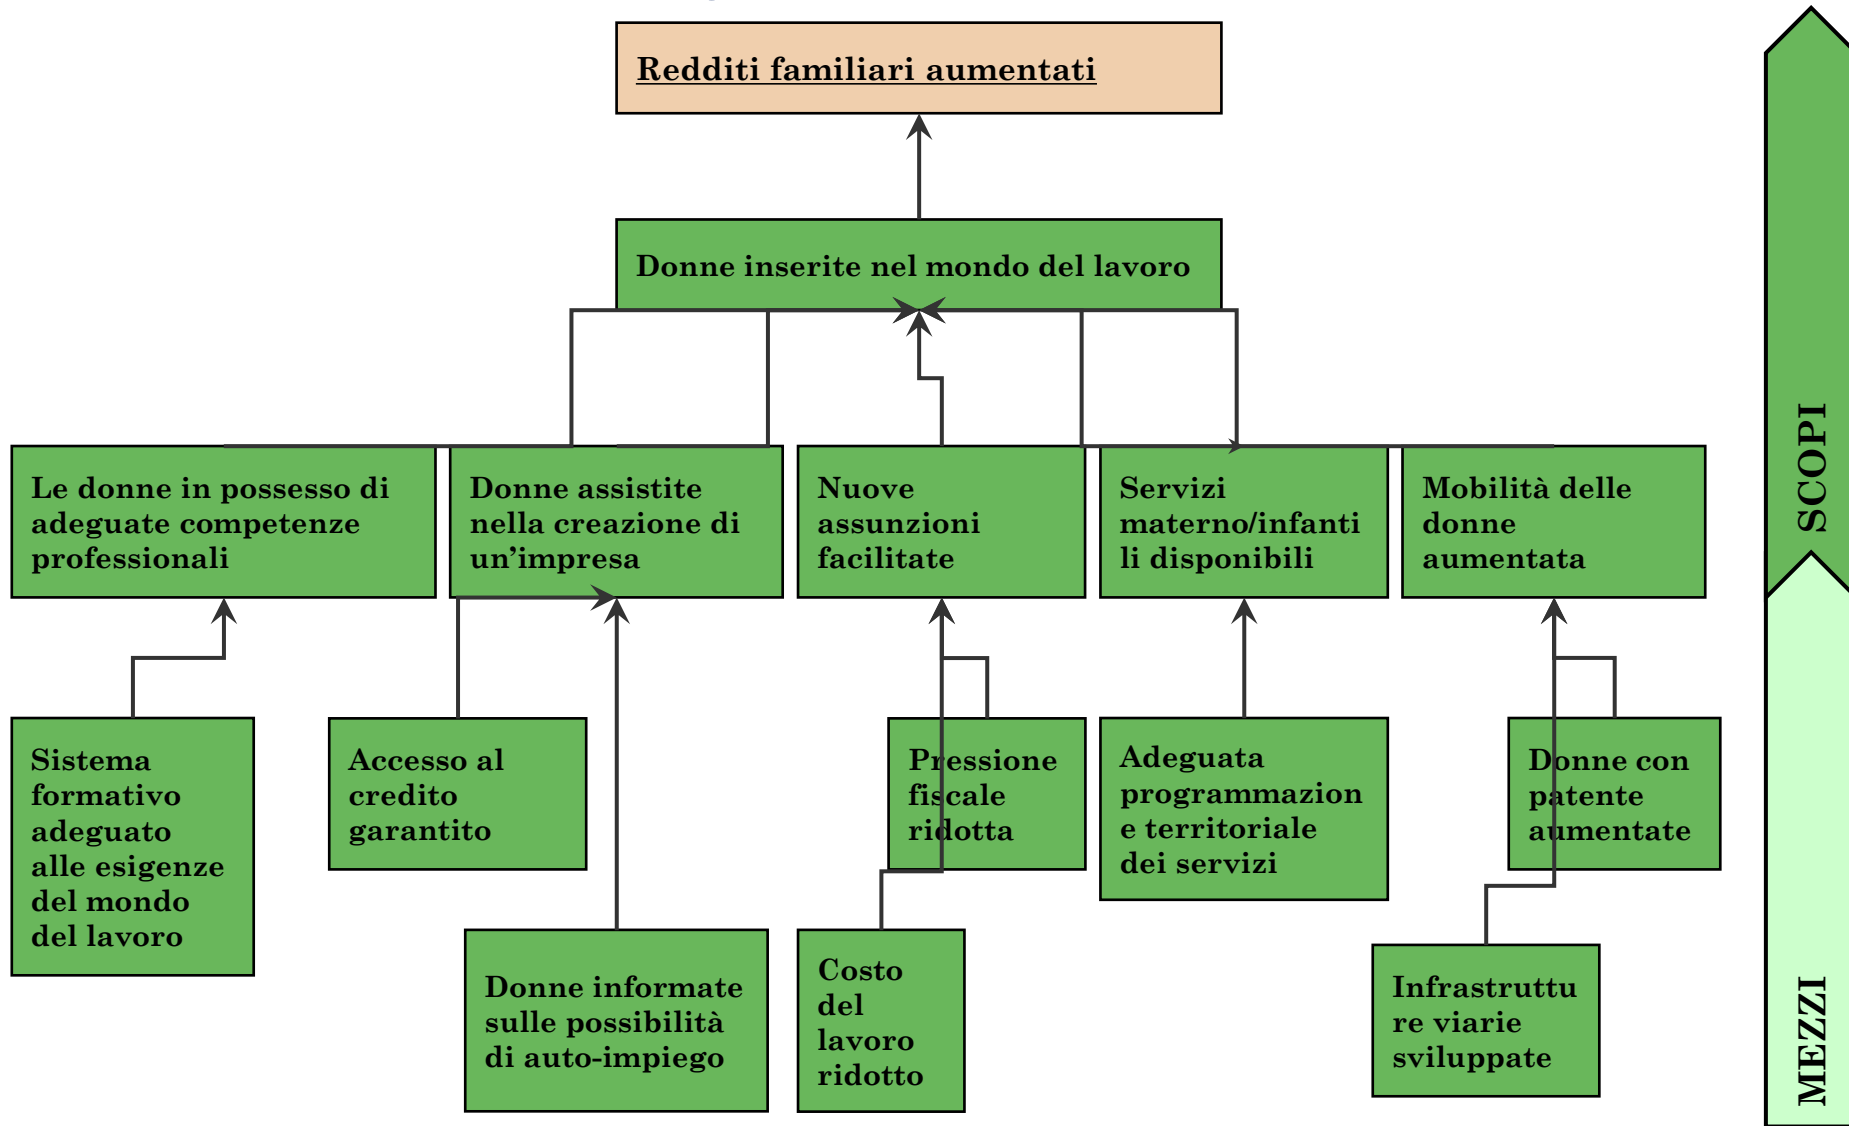 Redditi familiari aumentati
Donne inserite nel mondo del lavoro
Le donne in possesso di
adeguate competenze
professionali
Donne assistite
nella creazione di
un’impresa
Nuove
assunzioni
facilitate
Servizi
materno/infanti
li disponibili
Mobilità delle
donne
aumentata
Sistema
formativo
adeguato
alle esigenze
del mondo
del lavoro
Accesso al
credito
garantito
Pressione
fiscale
ridotta
Adeguata
programmazion
e territoriale
dei servizi
Donne con
patente
aumentate
Donne informate
sulle possibilità
di auto-impiego
Costo
del
lavoro
ridotto
Infrastruttu
re viarie
sviluppate
SCOPI
MEZZI